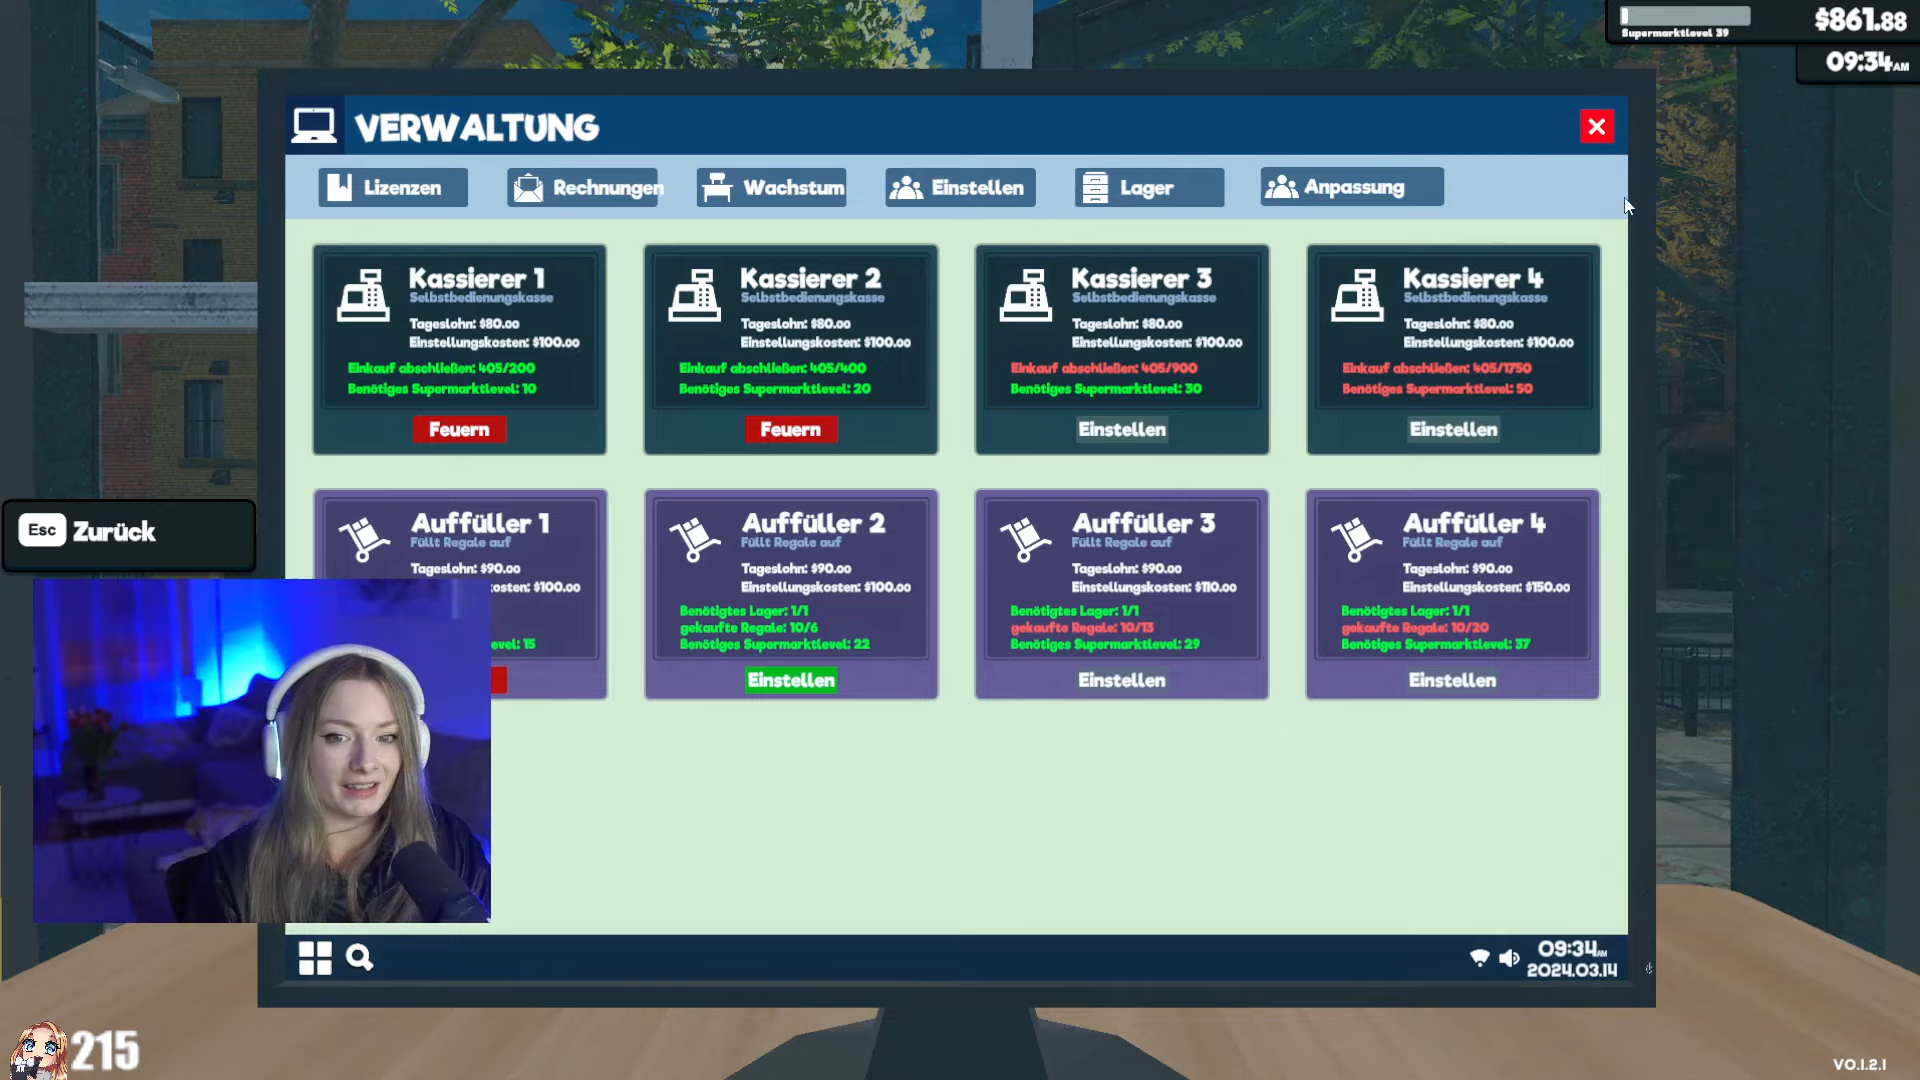 $861.88
Supermarktlevel 39
09:34AM
VERWALTUNG
Lizenzen
Rechnungen
Wachstum
Einstellen
Lager
Anpassung
Kassierer 1
Selbstbedienungskasse
Tageslohn: $80.00
Einstellungskosten: $100.00
Einkauf abschließen: 405/200
Benötiges Supermarktlevel: 10
Feuern
Kassierer 2
Selbstbedienungskasse
Tageslohn: $80.00
Einstellungskosten: $100.00
Einkauf abschließen: 405/400
Benötiges Supermarktlevel: 20
Feuern
Kassierer 3
Selbstbedienungskasse
Tageslohn: $80.00
Einstellungskosten: $100.00
Einkauf abschließen: 405/900
Benötiges Supermarktlevel: 30
Einstellen
Kassierer 4
Selbstbedienungskasse
Tageslohn: $80.00
Einstellungskosten: $100.00
Einkauf abschließen: 405/1750
Benötiges Supermarktlevel: 50
Einstellen
Esc Zurück
Auffüller 1
Füllt Regale auf
Tageslohn: $90.00
kosten: $100.00
level: 15
Auffüller 2
Füllt Regale auf
Tageslohn: $90.00
Einstellungskosten: $100.00
Benötigtes Lager: 1/1
gekaufte Regale: 10/6
Benötiges Supermarktlevel: 22
Einstellen
Auffüller 3
Füllt Regale auf
Tageslohn: $90.00
Einstellungskosten: $110.00
Benötigtes Lager: 1/1
gekaufte Regale: 10/13
Benötiges Supermarktlevel: 29
Einstellen
Auffüller 4
Füllt Regale auf
Tageslohn: $90.00
Einstellungskosten: $150.00
Benötigtes Lager: 1/1
gekaufte Regale: 10/20
Benötiges Supermarktlevel: 37
Einstellen
09:34AM
2024.03.14
215
V0.1.2.1